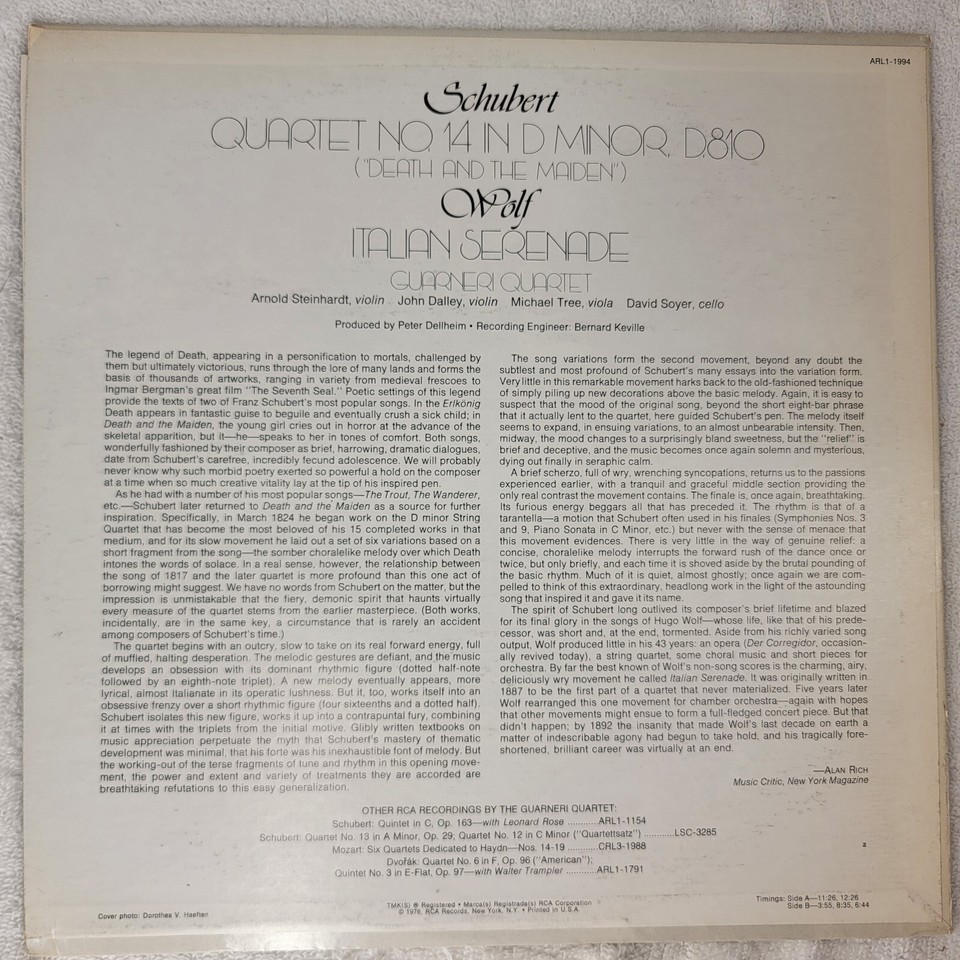 ARL1-1994
Schubert
QUARTET NO. 14 IN D MINOR, D.810
("DEATH AND THE MAIDEN")
Wolf
ITALIAN SERENADE
GUARNERI QUARTET
Arnold Steinhardt, violin John Dalley, violin Michael Tree, viola David Soyer, cello
Produced by Peter Dellheim • Recording Engineer: Bernard Keville
The legend of Death, appearing in a personification to mortals, challenged by
them but ultimately victorious, runs through the lore of many lands and forms the
basis of thousands of artworks, ranging in variety from medieval frescoes to
Ingmar Bergman's great film "The Seventh Seal." Poetic settings of this legend
provide the texts of two of Franz Schubert's most popular songs. In the Erlkönig
Death appears in fantastic guise to beguile and eventually crush a sick child; in
Death and the Maiden, the young girl cries out in horror at the advance of the
skeletal apparition, but it—he—speaks to her in tones of comfort. Both songs,
wonderfully fashioned by their composer as brief, harrowing, dramatic dialogues,
date from Schubert's carefree, incredibly fecund adolescence. We will probably
never know why such morbid poetry exerted so powerful a hold on the composer
at a time when so much creative vitality lay at the tip of his inspired pen.
As he had with a number of his most popular songs—The Trout, The Wanderer,
etc.—Schubert later returned to Death and the Maiden as a source for further
inspiration. Specifically, in March 1824 he began work on the D minor String
Quartet that has become the most beloved of his 15 completed works in that
medium, and for its slow movement he laid out a set of six variations based on a
short fragment from the song—the somber choralelike melody over which Death
intones the words of solace. In a real sense, however, the relationship between
the song of 1817 and the later quartet is more profound than this one act of
borrowing might suggest. We have no words from Schubert on the matter, but the
impression is unmistakable that the fiery, demonic spirit that haunts virtually
every measure of the quartet stems from the earlier masterpiece. (Both works,
incidentally, are in the same key, a circumstance that is rarely an accident
among composers of Schubert's time.)
The quartet begins with an outcry, slow to take on its real forward energy, full
of muffled, halting desperation. The melodic gestures are defiant, and the music
develops an obsession with its dominant rhythmic figure (dotted half-note
followed by an eighth-note triplet). A new melody eventually appears, more
lyrical, almost Italianate in its operatic lushness. But it, too, works itself into an
obsessive frenzy over a short rhythmic figure (four sixteenths and a dotted half).
Schubert isolates this new figure, works it up into a contrapuntal fury, combining
it at times with the triplets from the initial motive. Glibly written textbooks on
music appreciation perpetuate the myth that Schubert's mastery of thematic
development was minimal, that his forte was his inexhaustible font of melody. But
the working-out of the terse fragments of tune and rhythm in this opening move-
ment, the power and extent and variety of treatments they are accorded are
breathtaking refutations to this easy generalization.
The song variations form the second movement, beyond any doubt the
subtlest and most profound of Schubert's many essays into the variation form.
Very little in this remarkable movement harks back to the old-fashioned technique
of simply piling up new decorations above the basic melody. Again, it is easy to
suspect that the mood of the original song, beyond the short eight-bar phrase
that it actually lent to the quartet, here guided Schubert's pen. The melody itself
seems to expand, in ensuing variations, to an almost unbearable intensity. Then,
midway, the mood changes to a surprisingly bland sweetness, but the "relief" is
brief and deceptive, and the music becomes once again solemn and mysterious,
dying out finally in seraphic calm.
A brief scherzo, full of wry, wrenching syncopations, returns us to the passions
experienced earlier, with a tranquil and graceful middle section providing the
only real contrast the movement contains. The finale is, once again, breathtaking.
Its furious energy beggars all that has preceded it. The rhythm is that of a
tarantella—a motion that Schubert often used in his finales (Symphonies Nos. 3
and 9, Piano Sonata in C Minor, etc.) but never with the sense of menace that
this movement evidences. There is very little in the way of genuine relief: a
concise, choralelike melody interrupts the forward rush of the dance once or
twice, but only briefly, and each time it is shoved aside by the brutal pounding of
the basic rhythm. Much of it is quiet, almost ghostly; once again we are com-
pelled to think of this extraordinary, headlong work in the light of the astounding
song that inspired it and gave it its name.
The spirit of Schubert long outlived its composer's brief lifetime and blazed
for its final glory in the songs of Hugo Wolf—whose life, like that of his prede-
cessor, was short and, at the end, tormented. Aside from his richly varied song
output, Wolf produced little in his 43 years: an opera (Der Corregidor, occasion-
ally revived today), a string quartet, some choral music and short pieces for
orchestra. By far the best known of Wolf's non-song scores is the charming, airy,
deliciously wry movement he called Italian Serenade. It was originally written in
1887 to be the first part of a quartet that never materialized. Five years later
Wolf rearranged this one movement for chamber orchestra—again with hopes
that other movements might ensue to form a full-fledged concert piece. But that
didn't happen; by 1892 the insanity that made Wolf's last decade on earth a
matter of indescribable agony had begun to take hold, and his tragically fore-
shortened, brilliant career was virtually at an end.
—ALAN RICH
Music Critic, New York Magazine
OTHER RCA RECORDINGS BY THE GUARNERI QUARTET:
Schubert: Quintet in C, Op. 163—with Leonard Rose ..........ARL1-1154
Schubert: Quartet No. 13 in A Minor, Op. 29; Quartet No. 12 in C Minor ("Quartettsatz") ..........LSC-3285
Mozart: Six Quartets Dedicated to Haydn—Nos. 14-19 ..........CRL3-1988
Dvořák: Quartet No. 6 in F, Op. 96 ("American");
Quintet No. 3 in E-Flat, Op. 97—with Walter Trampler ..........ARL1-1791
2
TMK(S) ® Registered • Marca(s) Registrada(s) RCA Corporation
© 1976, RCA Records, New York, N.Y. • Printed in U.S.A.
Timings: Side A—11:26, 12:26
Side B—3:55, 8:35, 6:44
Cover photo: Dorothea V. Haeften